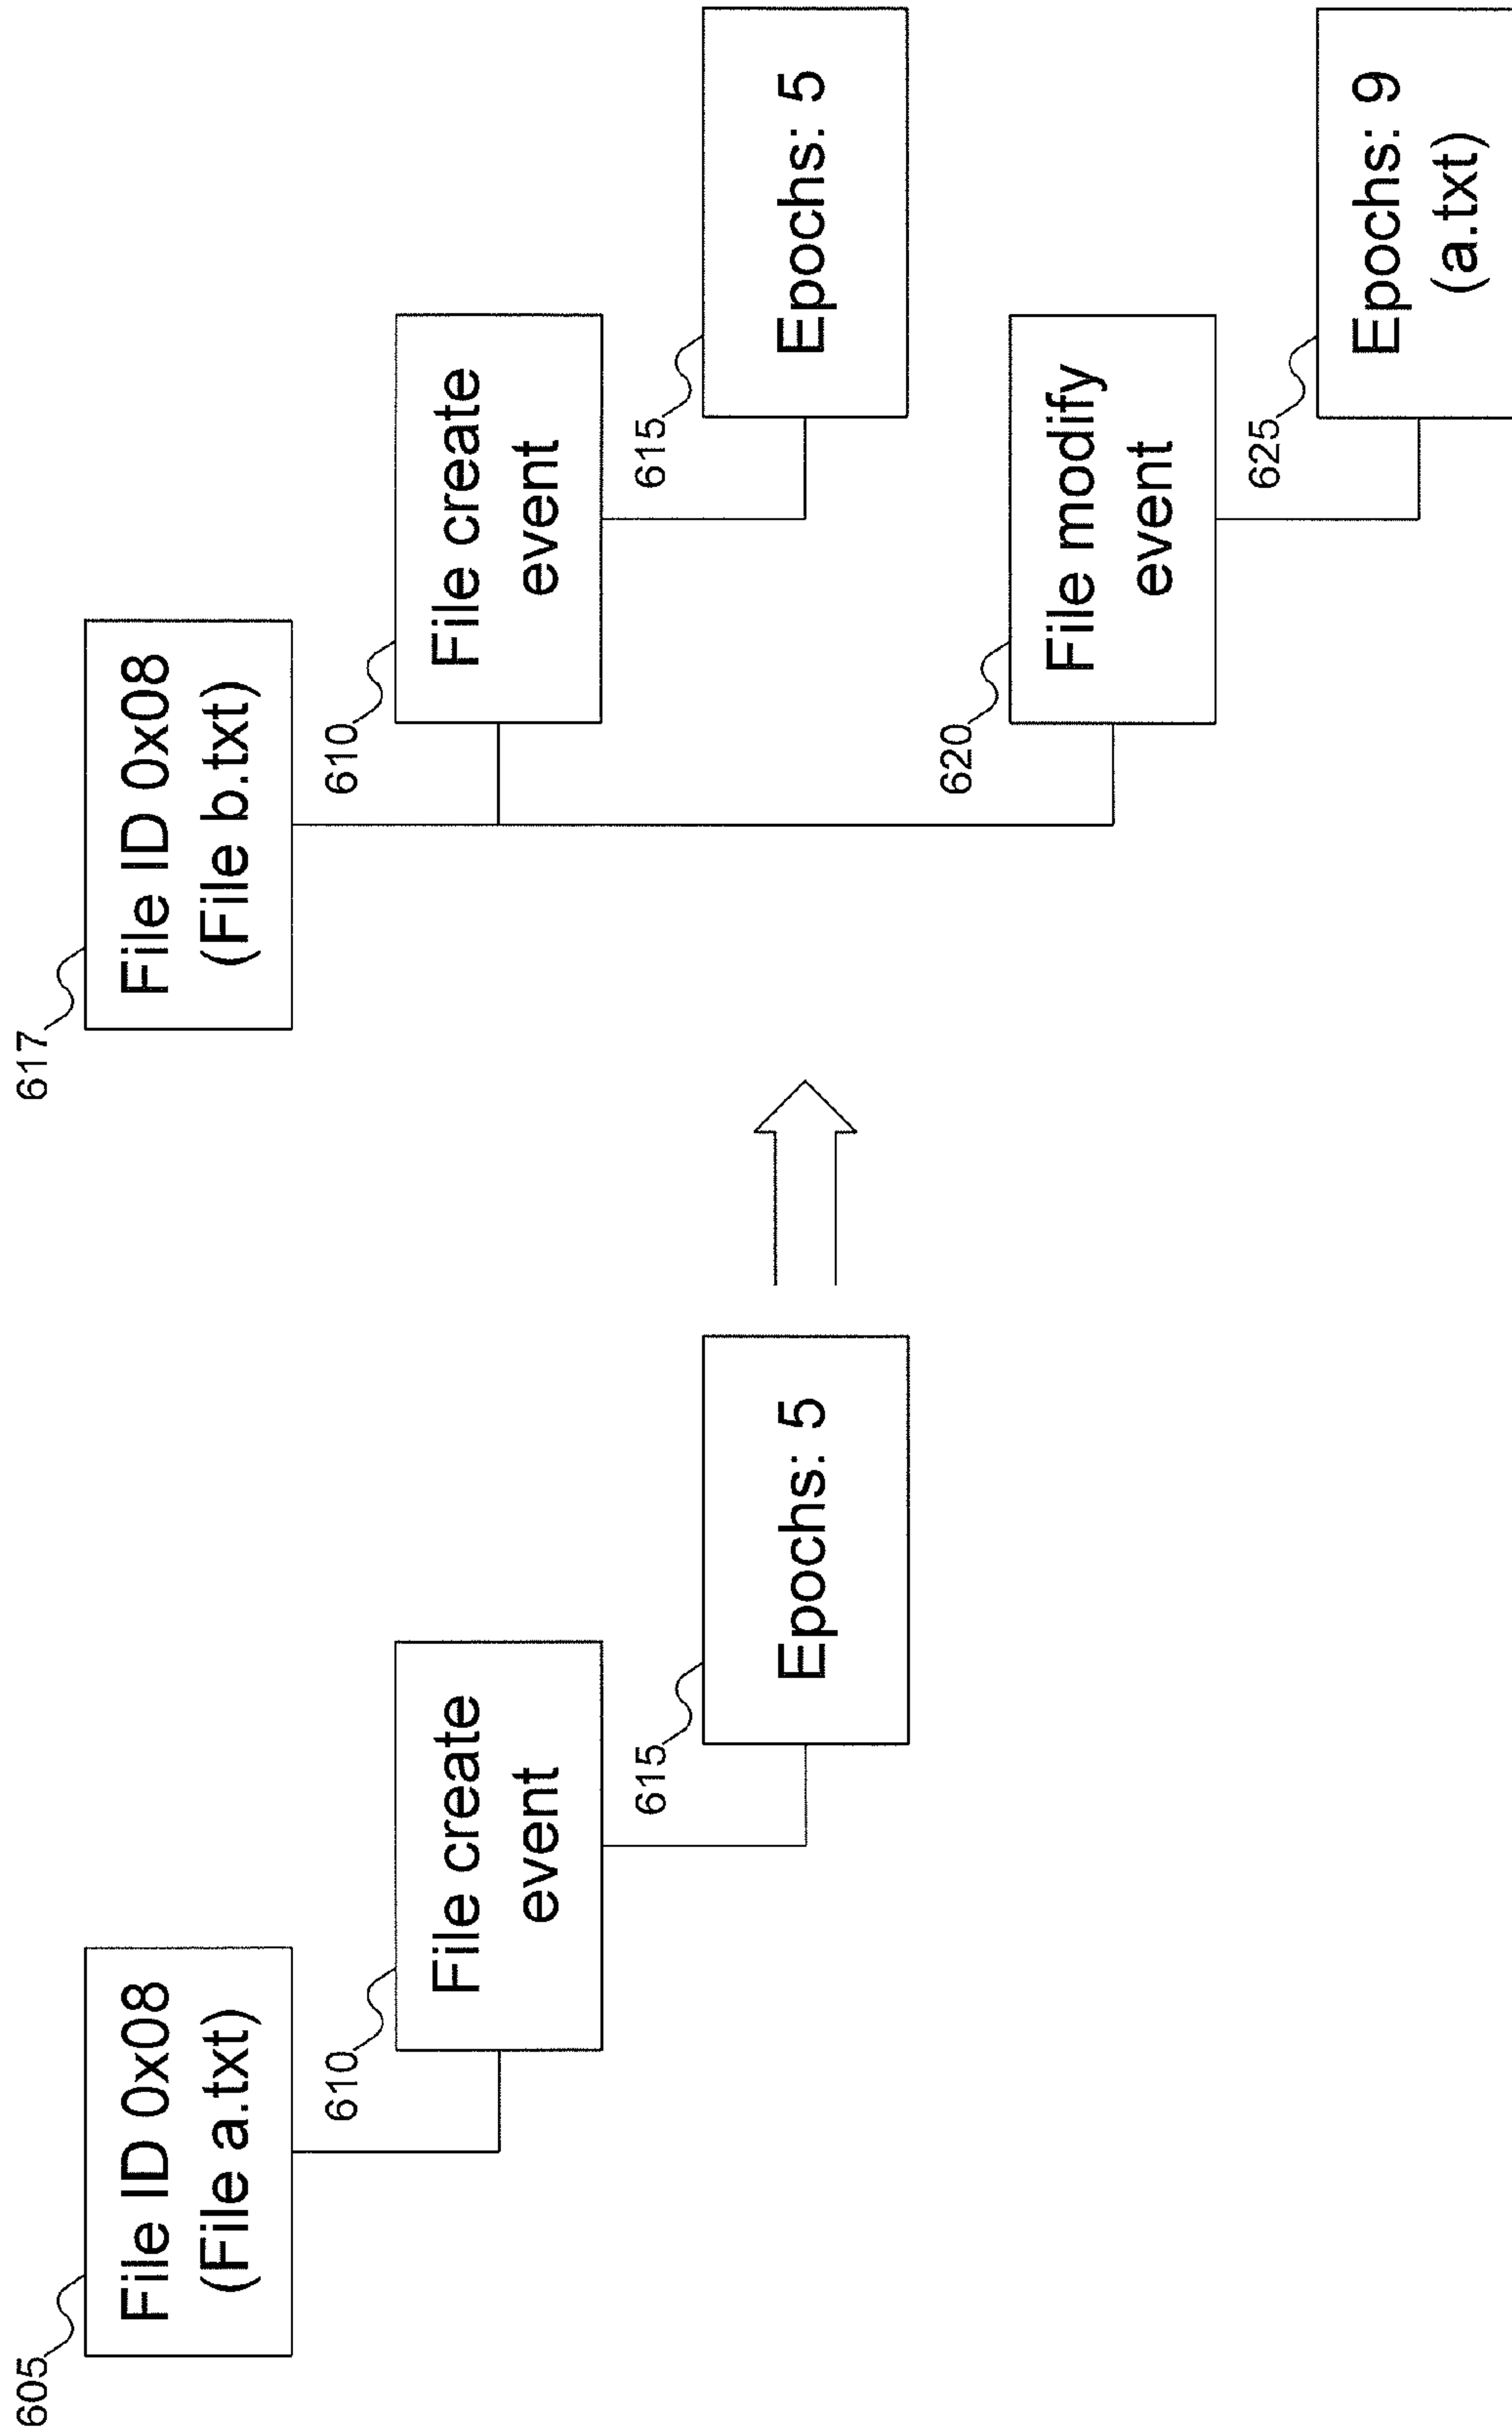 605
File ID 0x08
(File a.txt)
610
File create
event
615
Epochs: 5
617
File ID 0x08
(File b.txt)
610
File create
event
615
Epochs: 5
620
File modify
event
625
Epochs: 9
(a.txt)